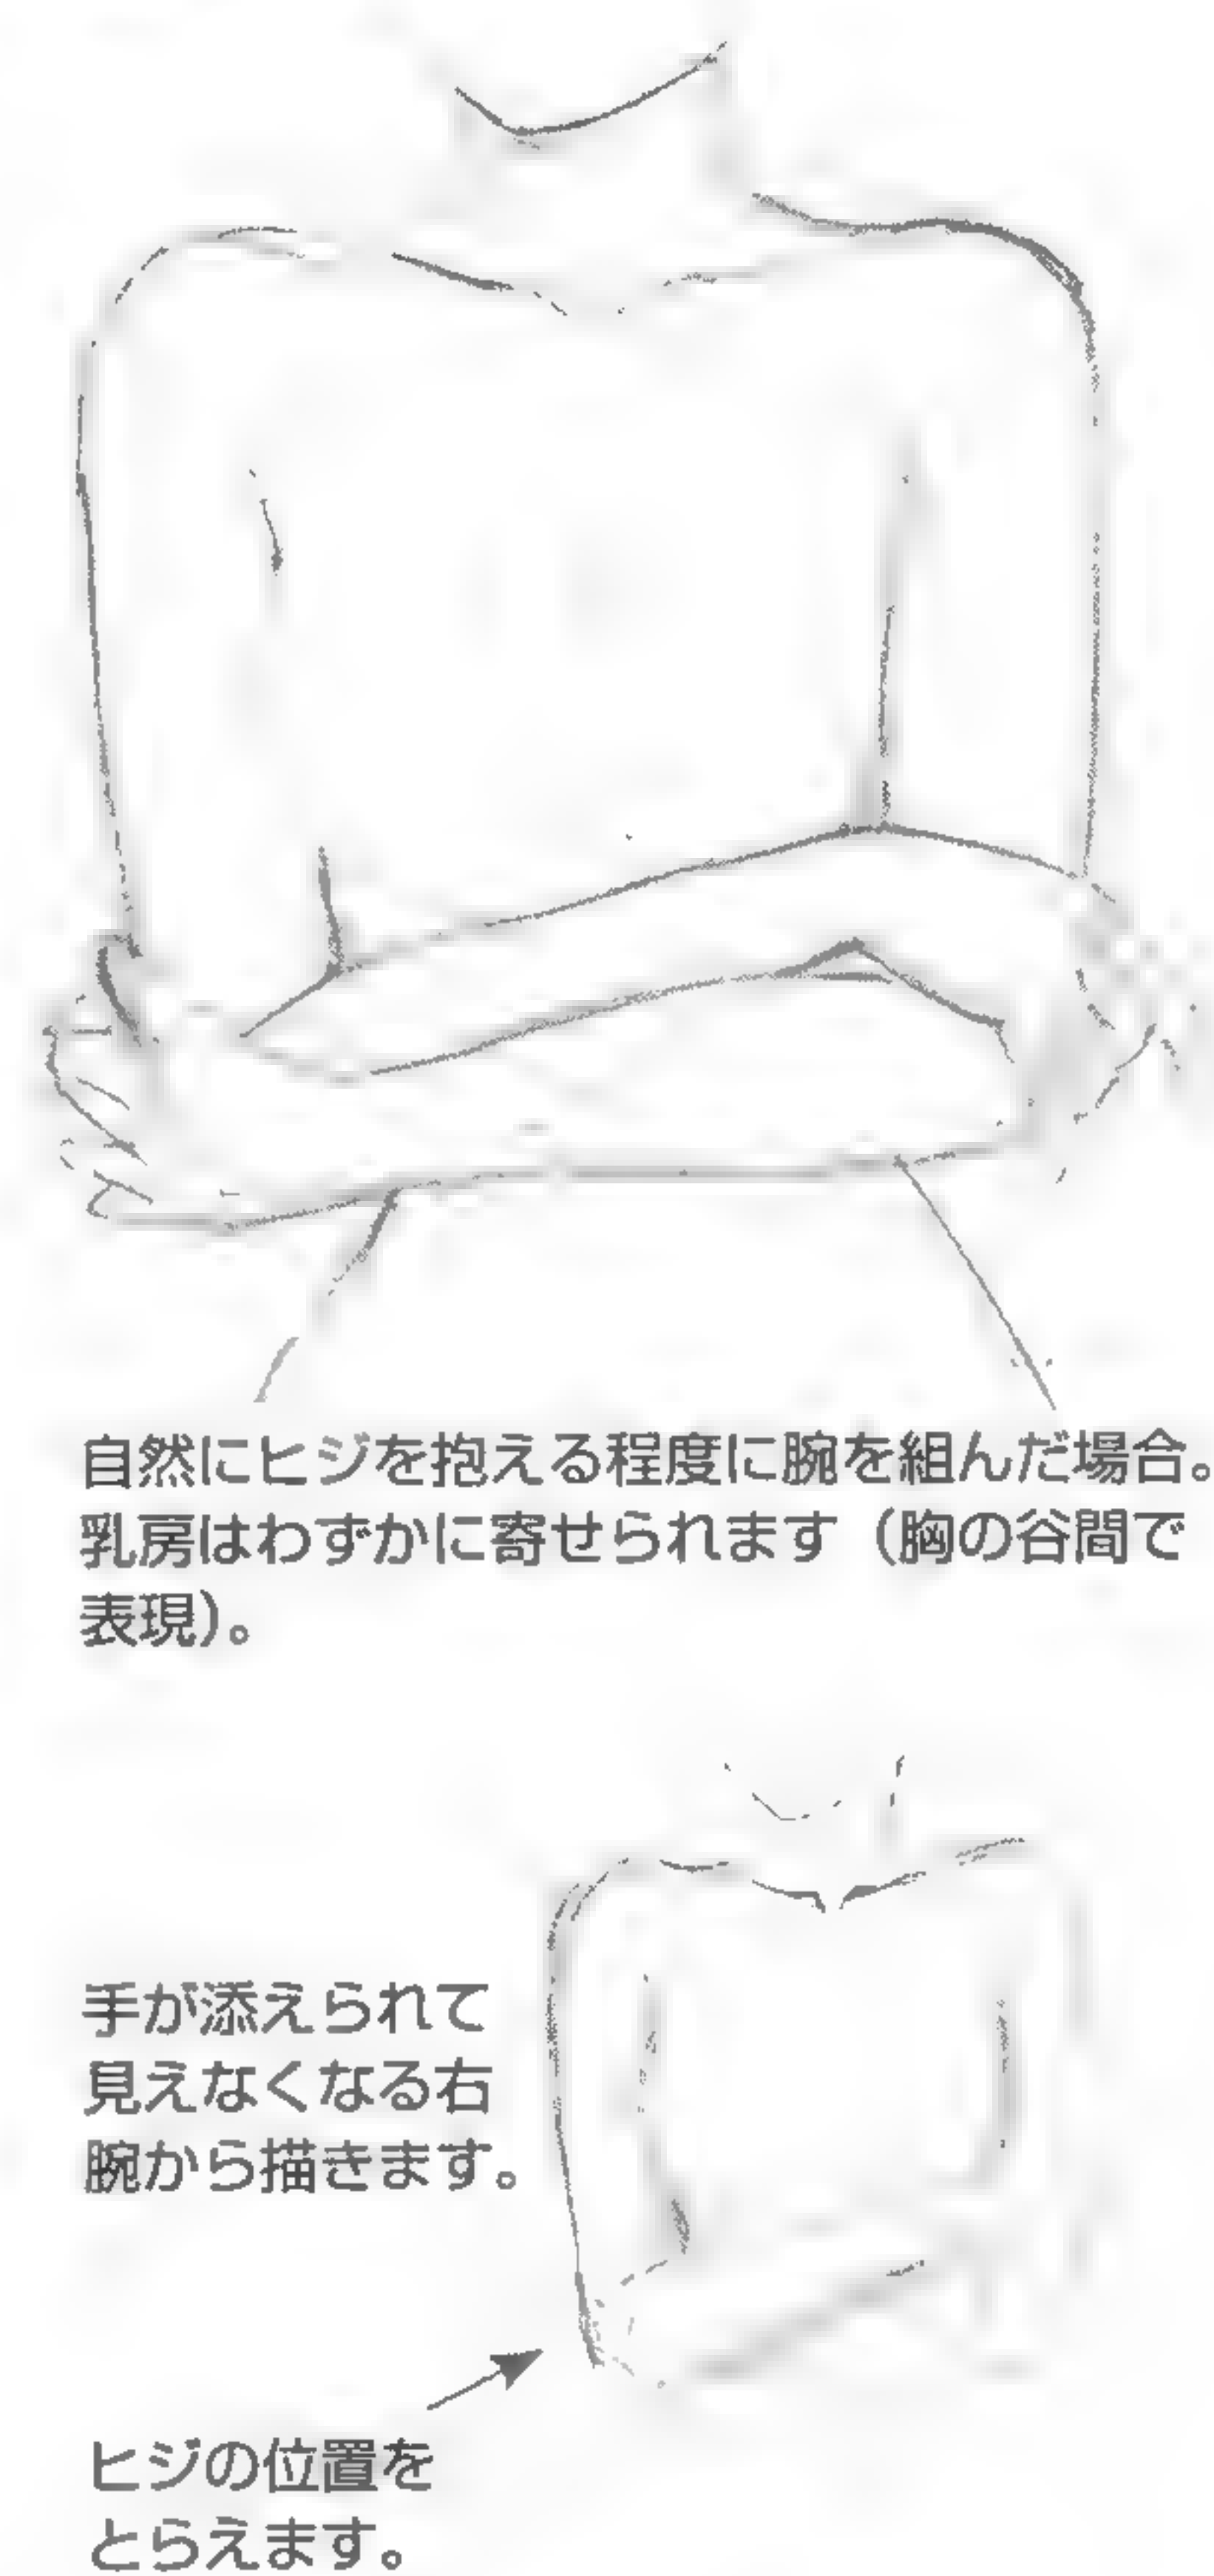 自然にヒジを抱える程度に腕を組んだ場合。
乳房はわずかに寄せられます（胸の谷間で
表現）。
手が添えられて
見えなくなる右
腕から描きます。
ヒジの位置を
とらえます。